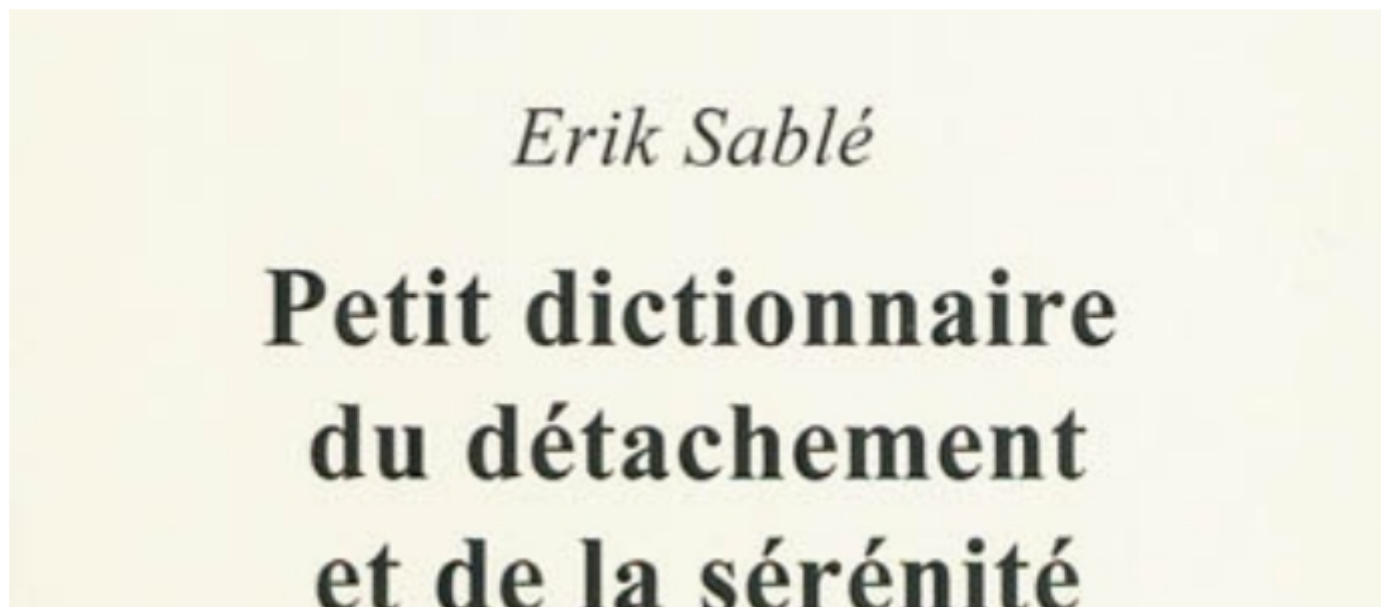 Erik Sablé
Petit dictionnaire
du détachement
et de la sérénité